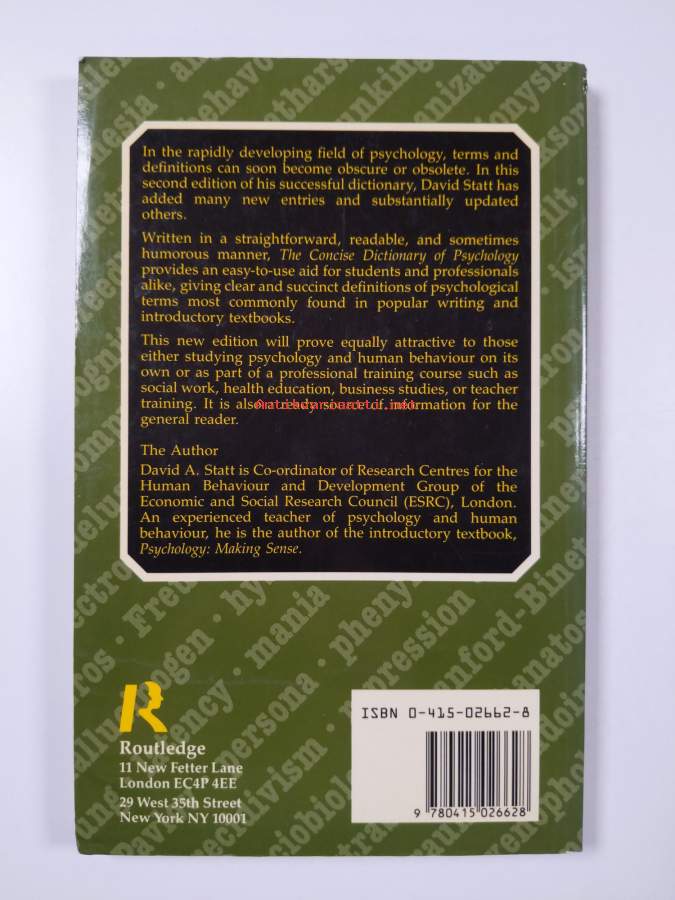 In the rapidly developing field of psychology, terms and
definitions can soon become obscure or obsolete. In this
second edition of his successful dictionary, David Statt has
added many new entries and substantially updated
others.
Written in a straightforward, readable, and sometimes
humorous manner, The Concise Dictionary of Psychology
provides an easy-to-use aid for students and professionals
alike, giving clear and succinct definitions of psychological
terms most commonly found in popular writing and
introductory textbooks.
This new edition will prove equally attractive to those
either studying psychology and human behaviour on its
own or as part of a professional training course such as
social work, health education, business studies, or teacher
training. It is also a ready source of information for the
general reader.
The Author
David A. Statt is Co-ordinator of Research Centres for the
Human Behaviour and Development Group of the
Economic and Social Research Council (ESRC), London.
An experienced teacher of psychology and human
behaviour, he is the author of the introductory textbook,
Psychology: Making Sense.
Routledge
11 New Fetter Lane
London EC4P 4EE
29 West 35th Street
New York NY 10001
ISBN 0-415-02662-8
9 780415 026628
mania
persona